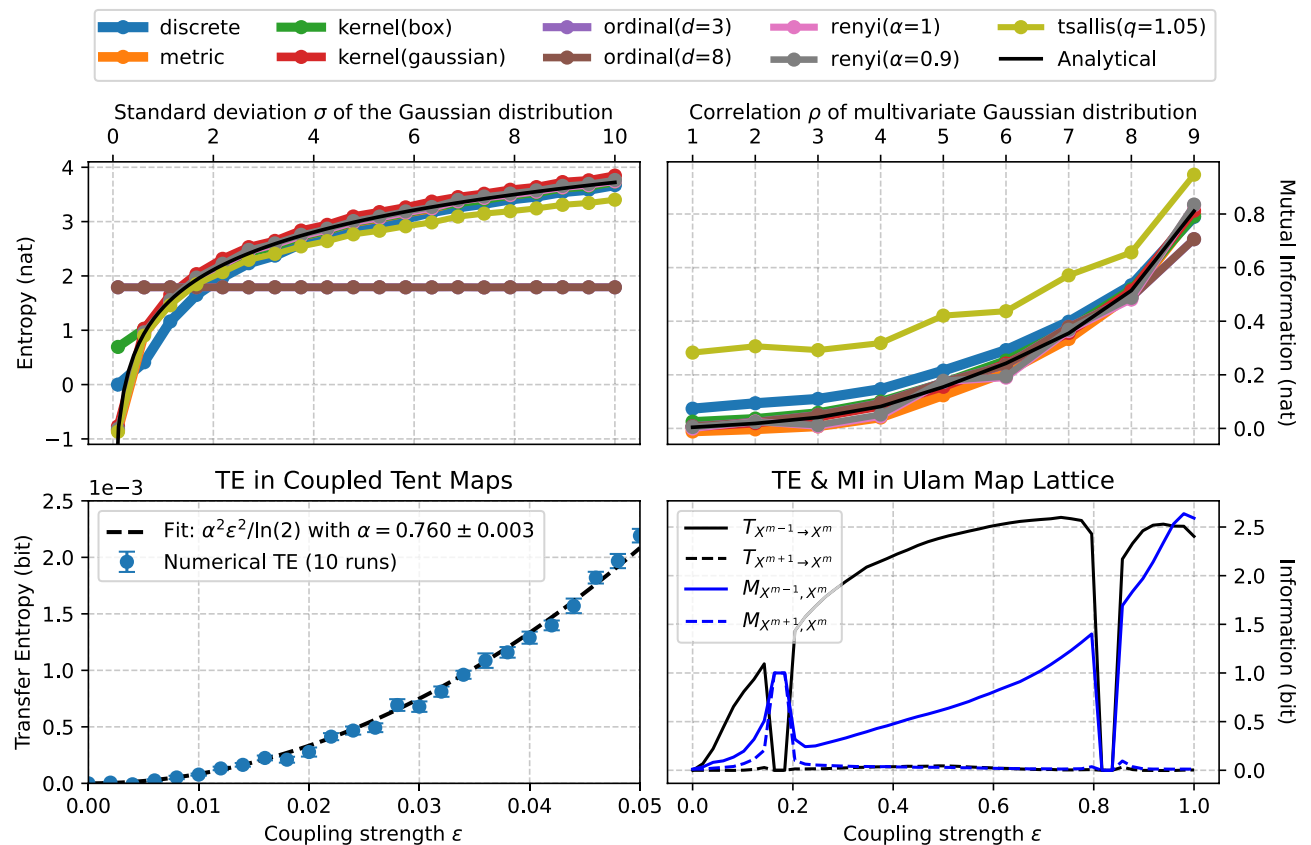 discrete
metric
kernel(box)
kernel(gaussian)
ordinal(d=3)
ordinal(d=8)
renyi(α=1)
renyi(α=0.9)
tsallis(q=1.05)
Analytical
Standard deviation σ of the Gaussian distribution
0 2 4 6 8 10
Entropy (nat)
4
3
2
1
0
−1
Correlation ρ of multivariate Gaussian distribution
1 2 3 4 5 6 7 8 9
0.8
0.6
0.4
0.2
0.0
Mutual Information (nat)
TE in Coupled Tent Maps
1e−3
Transfer Entropy (bit)
2.5
2.0
1.5
1.0
0.5
0.0
Fit: α²ε²/ln(2) with α = 0.760 ± 0.003
Numerical TE (10 runs)
0.00 0.01 0.02 0.03 0.04 0.05
Coupling strength ε
TE & MI in Ulam Map Lattice
T_{X^{m−1}→X^m}
T_{X^{m+1}→X^m}
M_{X^{m−1},X^m}
M_{X^{m+1},X^m}
2.5
2.0
1.5
1.0
0.5
0.0
Information (bit)
0.0 0.2 0.4 0.6 0.8 1.0
Coupling strength ε